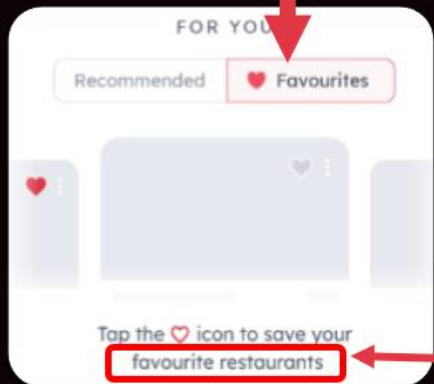 FOR YOU
Recommended
Favourites
Tap the ♡ icon to save your
favourite restaurants